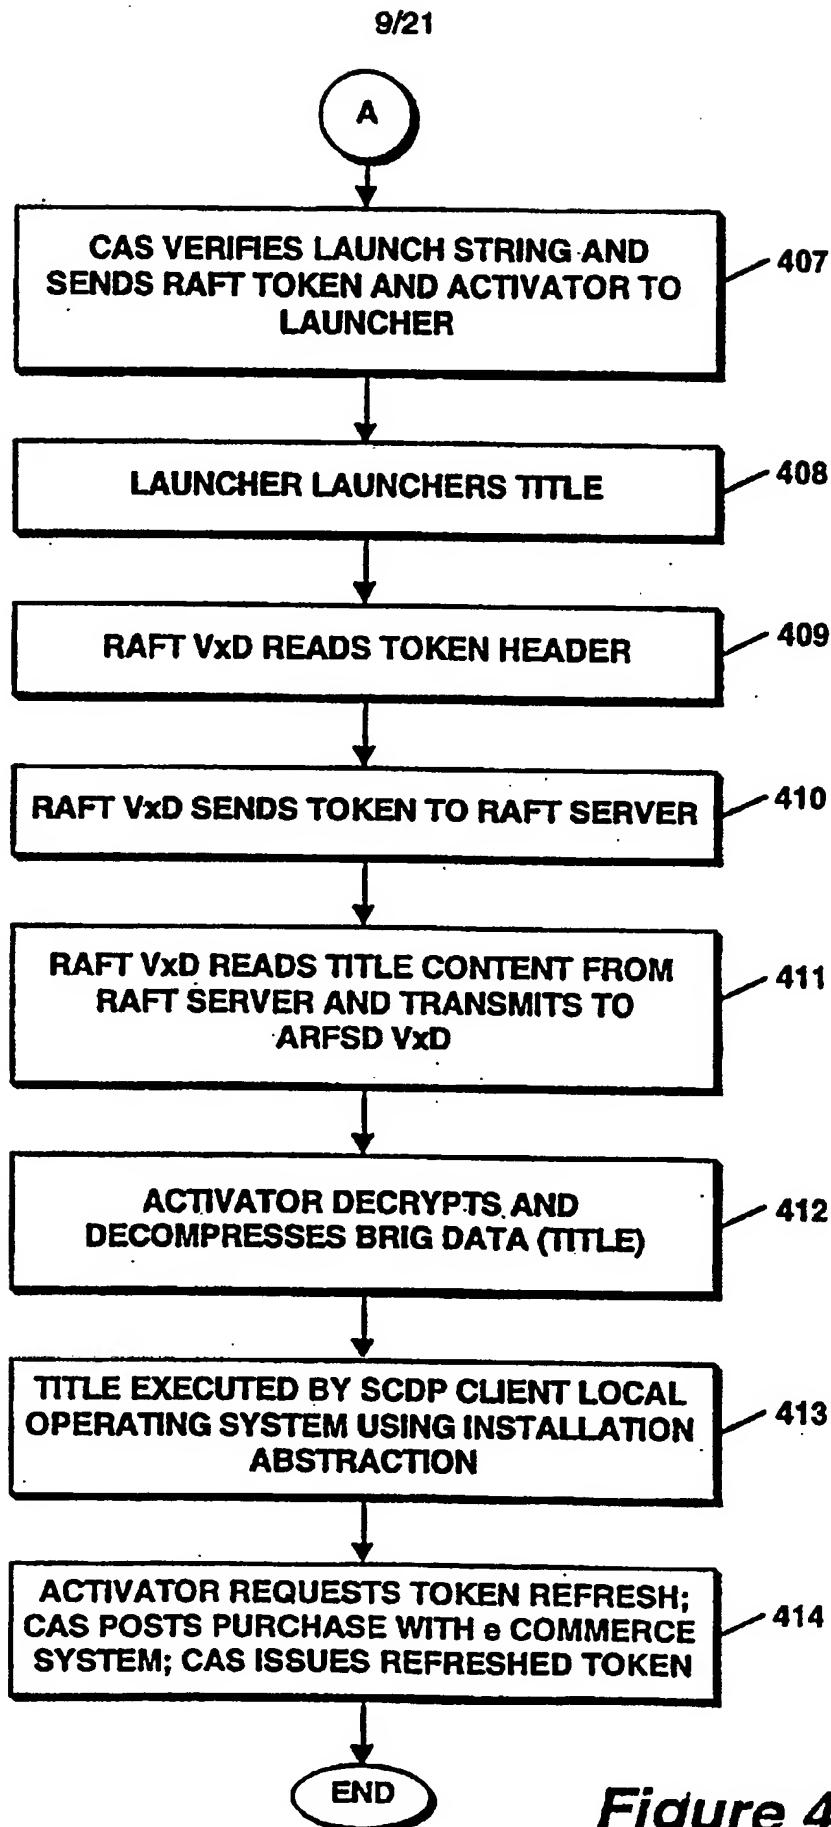 9/21
A
CAS VERIFIES LAUNCH STRING AND
SENDS RAFT TOKEN AND ACTIVATOR TO
LAUNCHER
407
LAUNCHER LAUNCHERS TITLE
408
RAFT VxD READS TOKEN HEADER
409
RAFT VxD SENDS TOKEN TO RAFT SERVER
410
RAFT VxD READS TITLE CONTENT FROM
RAFT SERVER AND TRANSMITS TO
ARFSD VxD
411
ACTIVATOR DECRYPTS AND
DECOMPRESSES BRIG DATA (TITLE)
412
TITLE EXECUTED BY SCDP CLIENT LOCAL
OPERATING SYSTEM USING INSTALLATION
ABSTRACTION
413
ACTIVATOR REQUESTS TOKEN REFRESH;
CAS POSTS PURCHASE WITH e COMMERCE
SYSTEM; CAS ISSUES REFRESHED TOKEN
414
END
Figure 4